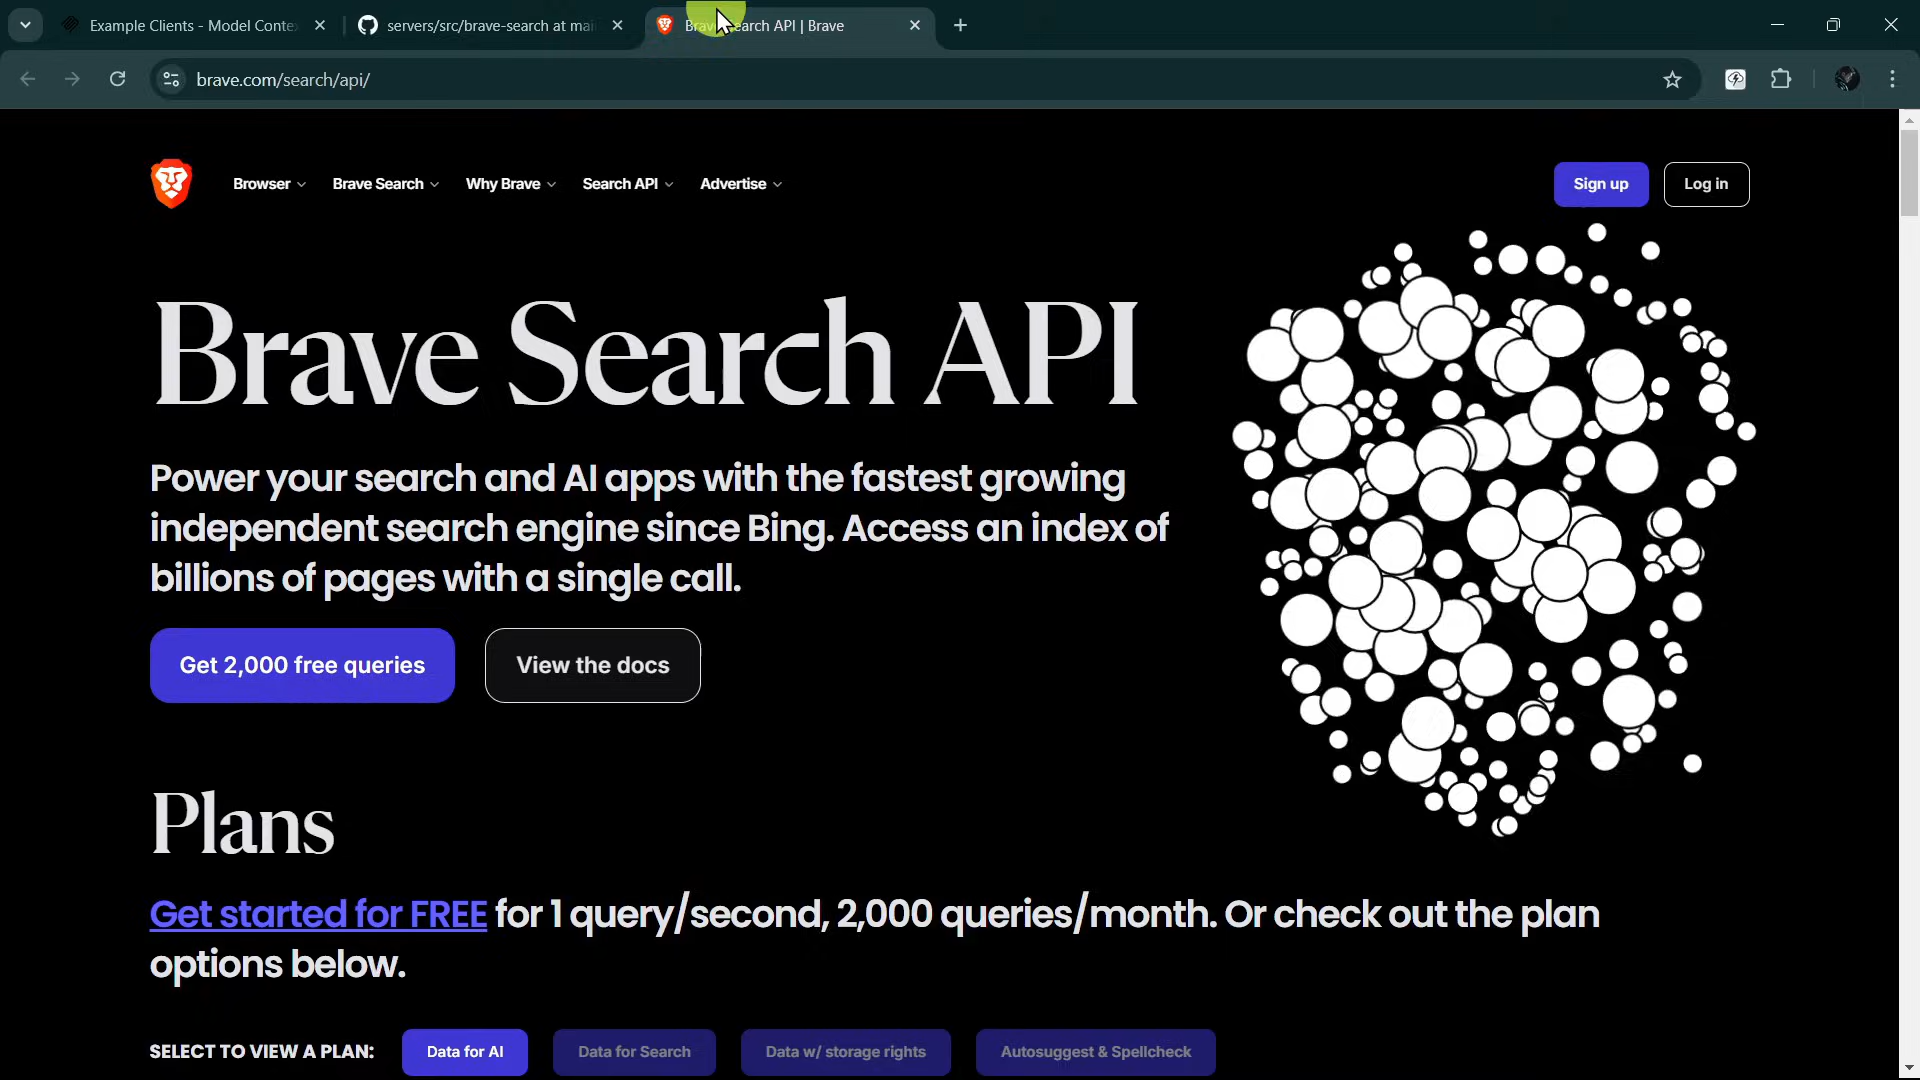 Example Clients - Model Conte
servers/src/brave-search at mai
Brave Search API | Brave
brave.com/search/api/
Browser
Brave Search
Why Brave
Search API
Advertise
Sign up
Log in
Brave Search API
Power your search and AI apps with the fastest growing
independent search engine since Bing. Access an index of
billions of pages with a single call.
Get 2,000 free queries
View the docs
Plans
Get started for FREE for 1 query/second, 2,000 queries/month. Or check out the plan
options below.
SELECT TO VIEW A PLAN:
Data for AI
Data for Search
Data w/ storage rights
Autosuggest & Spellcheck